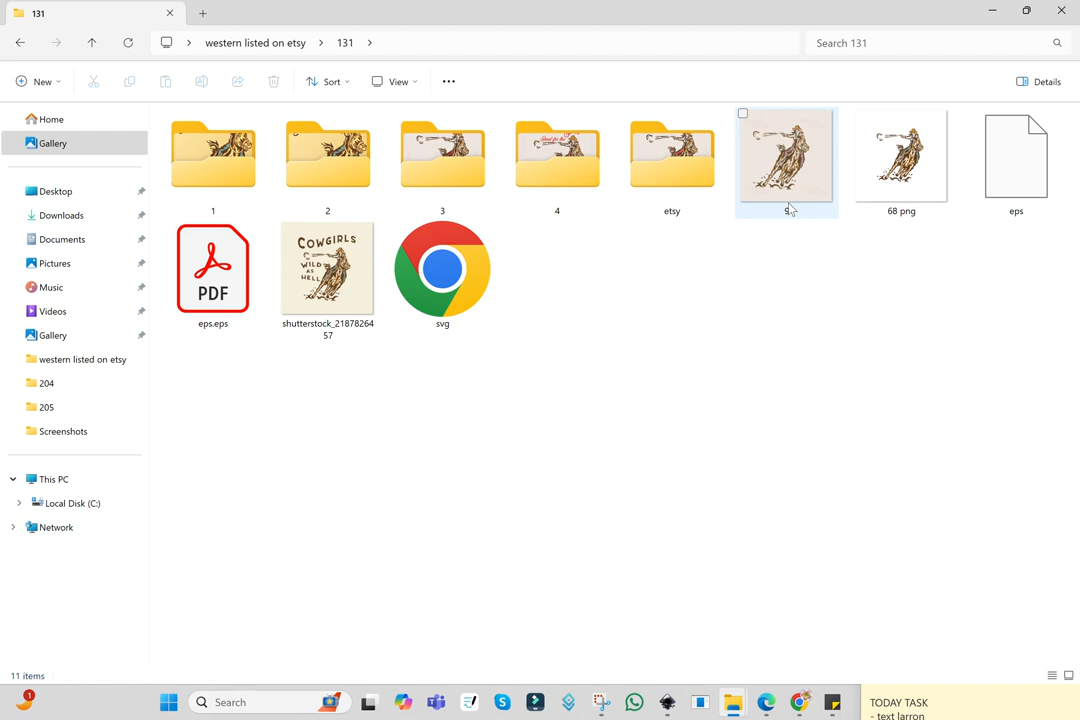 131
western listed on etsy
131
Search 131
New
Sort
View
Details
Home
Gallery
1
2
3
4
etsy
68 png
eps
Desktop
Downloads
Documents
Pictures
Music
Videos
Gallery
western listed on etsy
204
205
Screenshots
PDF
eps.eps
COWGIRLS
WILD
AS
HELL
shutterstock_21878264
57
svg
This PC
Local Disk (C:)
Network
11 items
1
Search
TODAY TASK
- text larron